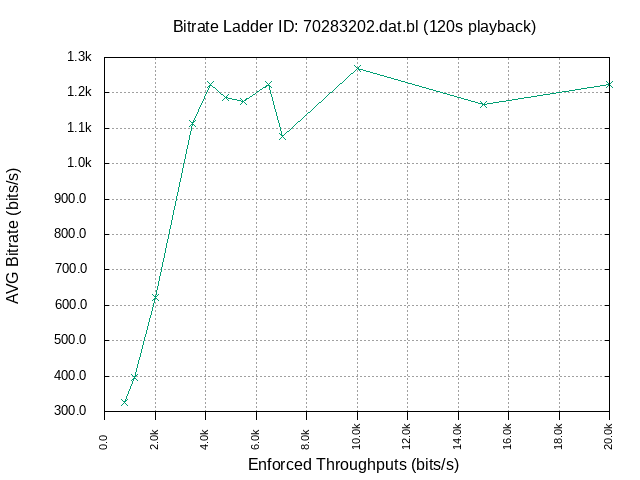 Bitrate Ladder ID: 70283202.dat.bl (120s playback)
AVG Bitrate (bits/s)
1.3k
1.2k
1.1k
1.0k
900.0
800.0
700.0
600.0
500.0
400.0
300.0
0.0
2.0k
4.0k
6.0k
8.0k
10.0k
12.0k
14.0k
16.0k
18.0k
20.0k
Enforced Throughputs (bits/s)